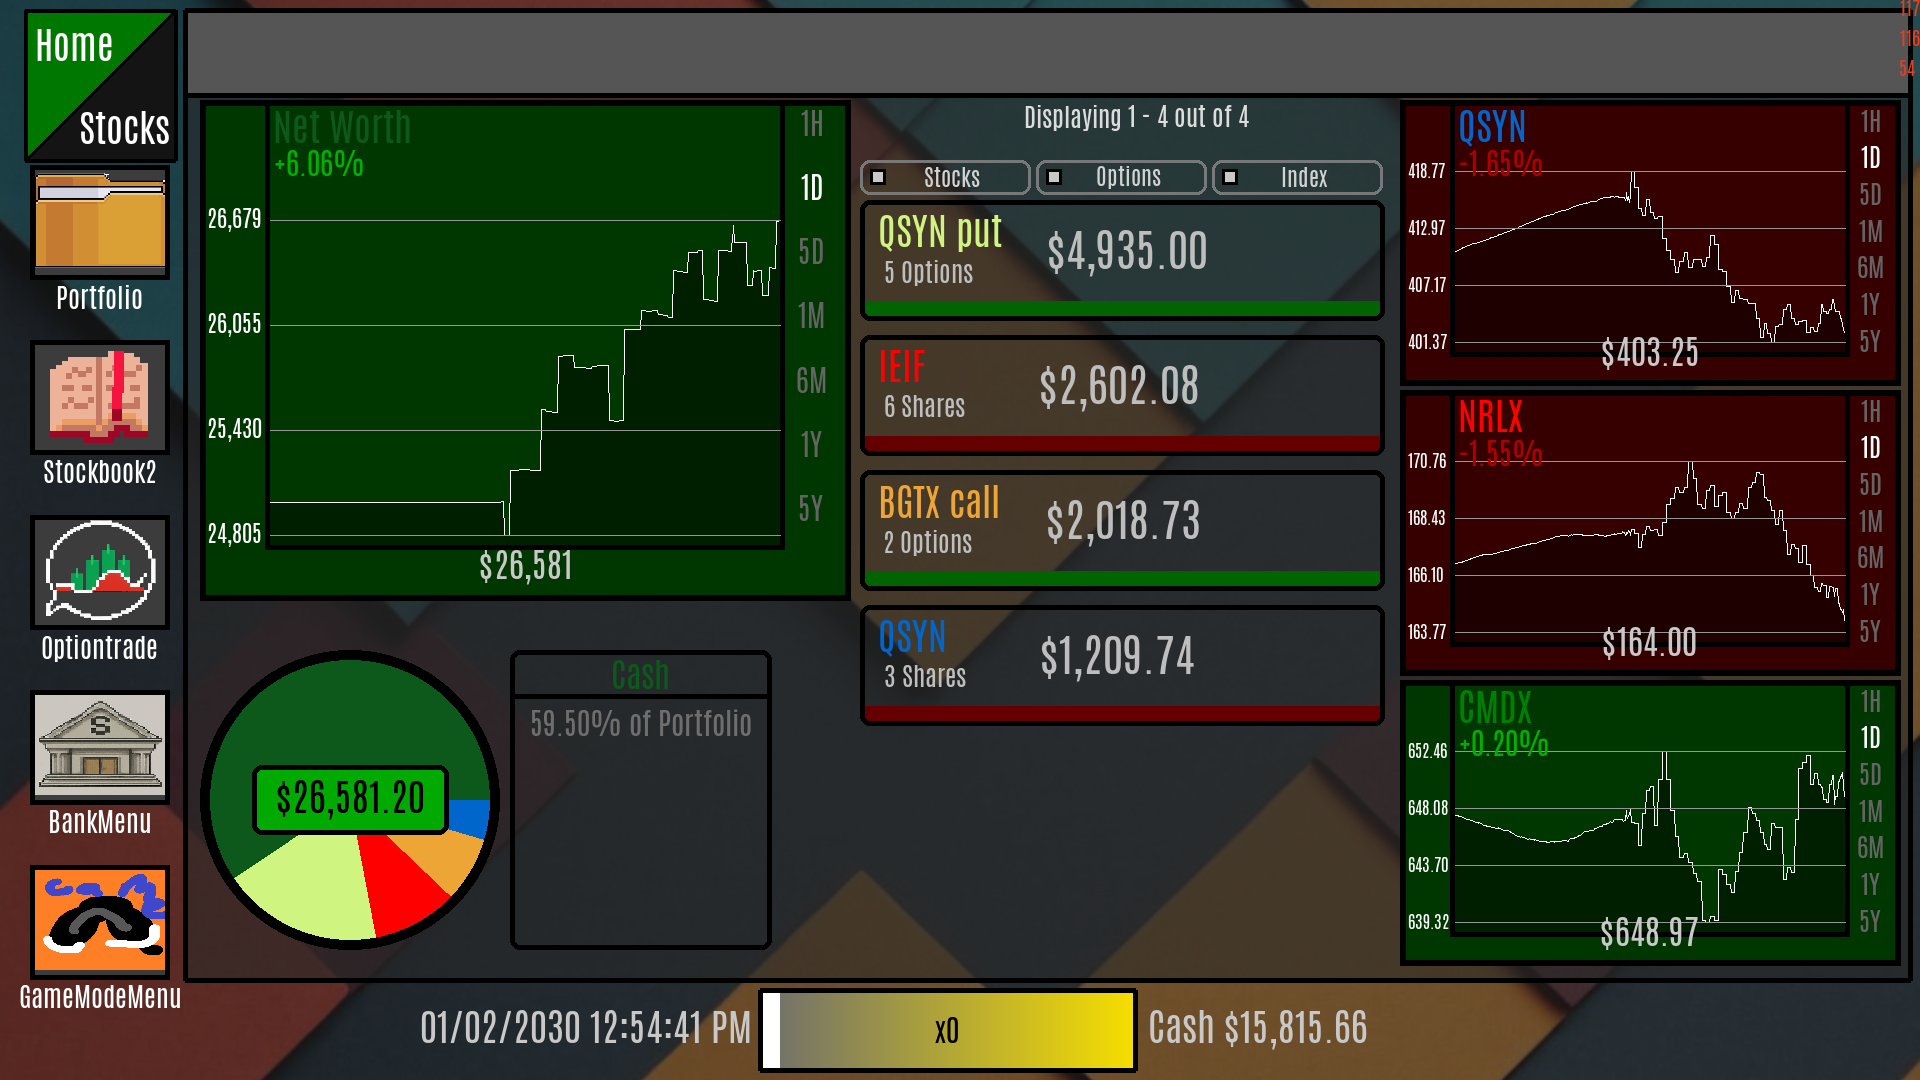 Home
Stocks
Portfolio
Stockbook2
Optiontrade
BankMenu
GameModeMenu
Net Worth
+6.06%
26,679
26,055
25,430
24,805
$26,581
1H
1D
5D
1M
6M
1Y
5Y
$26,581.20
Cash
59.50% of Portfolio
Displaying 1 - 4 out of 4
Stocks
Options
Index
QSYN put
5 Options
$4,935.00
IEIF
6 Shares
$2,602.08
BGTX call
2 Options
$2,018.73
QSYN
3 Shares
$1,209.74
QSYN
-1.65%
418.77
412.97
407.17
401.37
$403.25
1H
1D
5D
1M
6M
1Y
5Y
NRLX
-1.55%
170.76
168.43
166.10
163.77
$164.00
1H
1D
5D
1M
6M
1Y
5Y
CMDX
+0.20%
652.46
648.08
643.70
639.32
$648.97
1H
1D
5D
1M
6M
1Y
5Y
117
116
54
01/02/2030 12:54:41 PM
x0
Cash $15,815.66